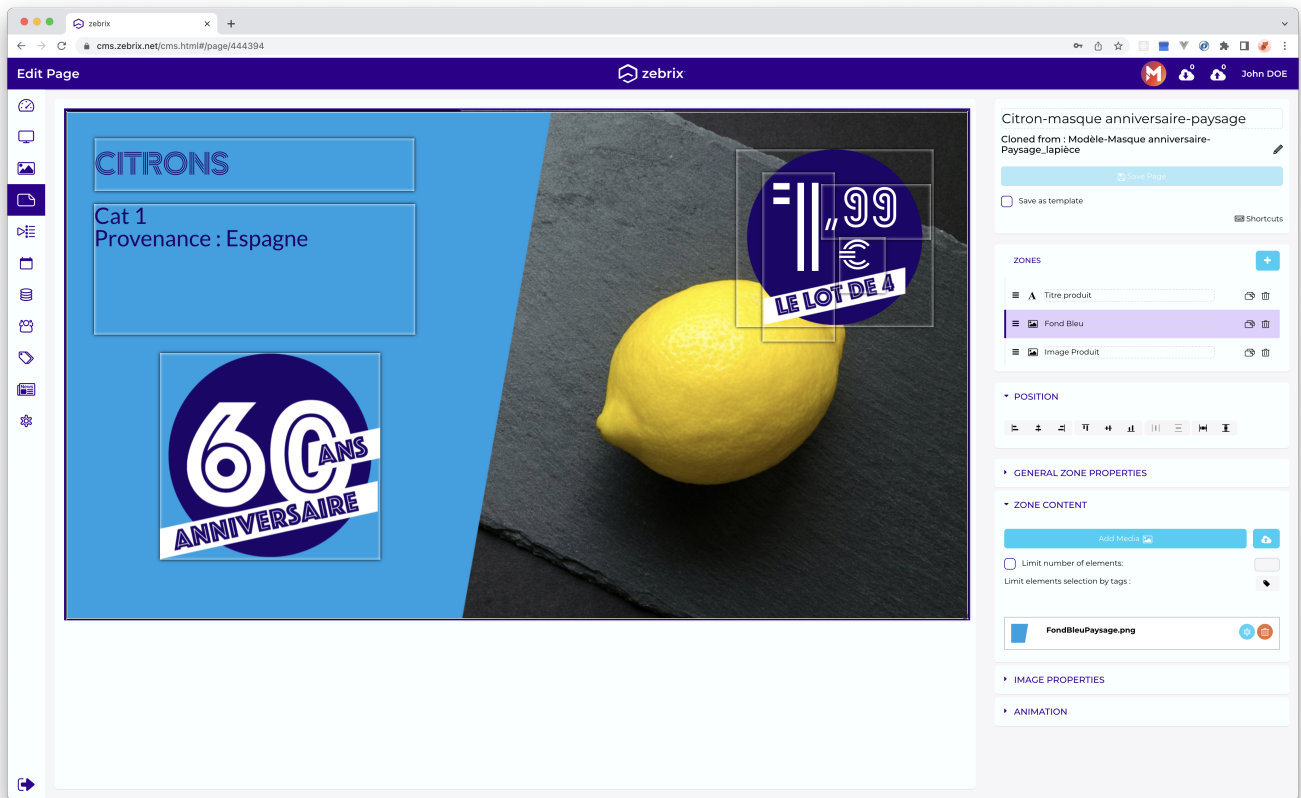 zebrix
cms.zebrix.net/cms.html#/page/444394
Edit Page
zebrix
M
0
0
John DOE
CITRONS
Cat 1
Provenance : Espagne
60
ANS
ANNIVERSAIRE
1,,99
€
LE LOT DE 4
News
Citron-masque anniversaire-paysage
Cloned from : Modèle-Masque anniversaire-
Paysage_lapièce
Save Page
Save as template
Shortcuts
ZONES
+
A Titre produit
Fond Bleu
Image Produit
POSITION
GENERAL ZONE PROPERTIES
ZONE CONTENT
Add Media
Limit number of elements:
Limit elements selection by tags :
FondBleuPaysage.png
IMAGE PROPERTIES
ANIMATION